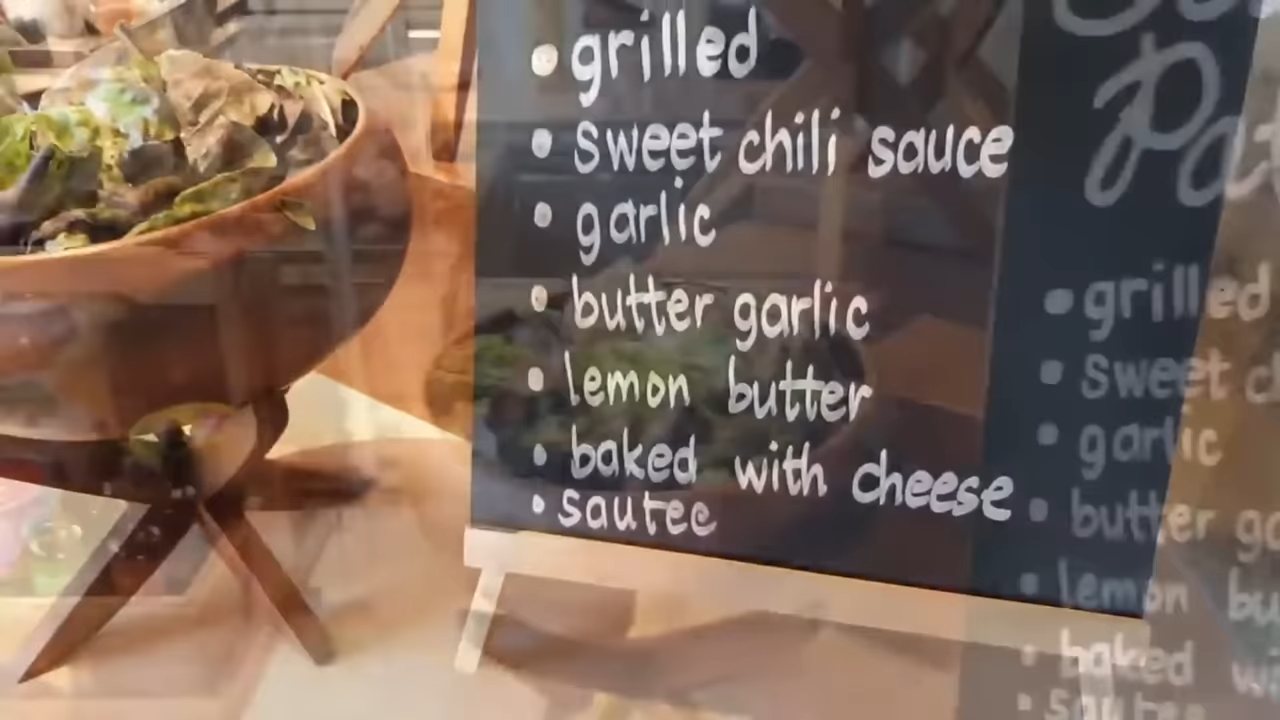 • grilled
• sweet chili sauce
• garlic
• butter garlic
• lemon butter
• baked with cheese
• sautee
• grilled
• sweet
• garlic
• butter
• lemon
• baked
• sautee